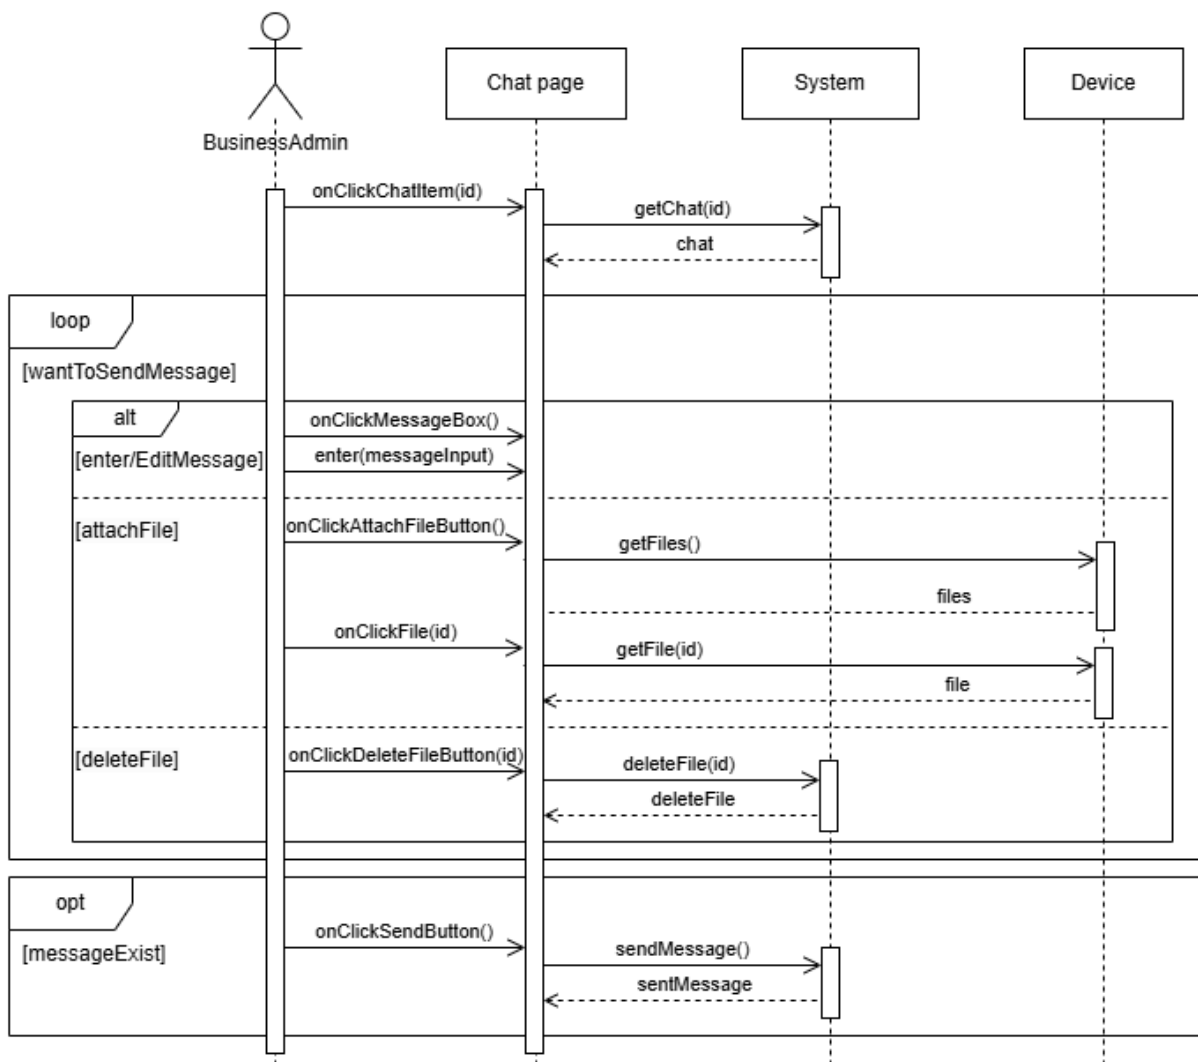 BusinessAdmin
Chat page
System
Device
onClickChatItem(id)
getChat(id)
chat
loop
[wantToSendMessage]
alt
onClickMessageBox()
[enter/EditMessage]
enter(messageInput)
[attachFile]
onClickAttachFileButton()
getFiles()
files
onClickFile(id)
getFile(id)
file
[deleteFile]
onClickDeleteFileButton(id)
deleteFile(id)
deleteFile
opt
[messageExist]
onClickSendButton()
sendMessage()
sentMessage